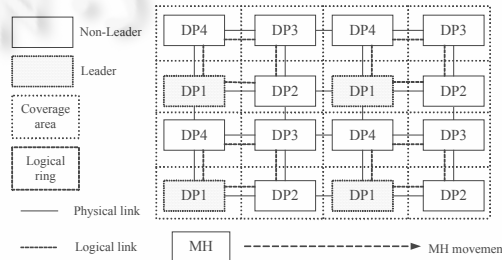 Non-Leader
Leader
Coverage
area
Logical
ring
Physical link
Logical link
DP4 DP3 DP4 DP3
DP1 DP2 DP1 DP2
DP4 DP3 DP4 DP3
DP1 DP2 DP1 DP2
MH
MH movement